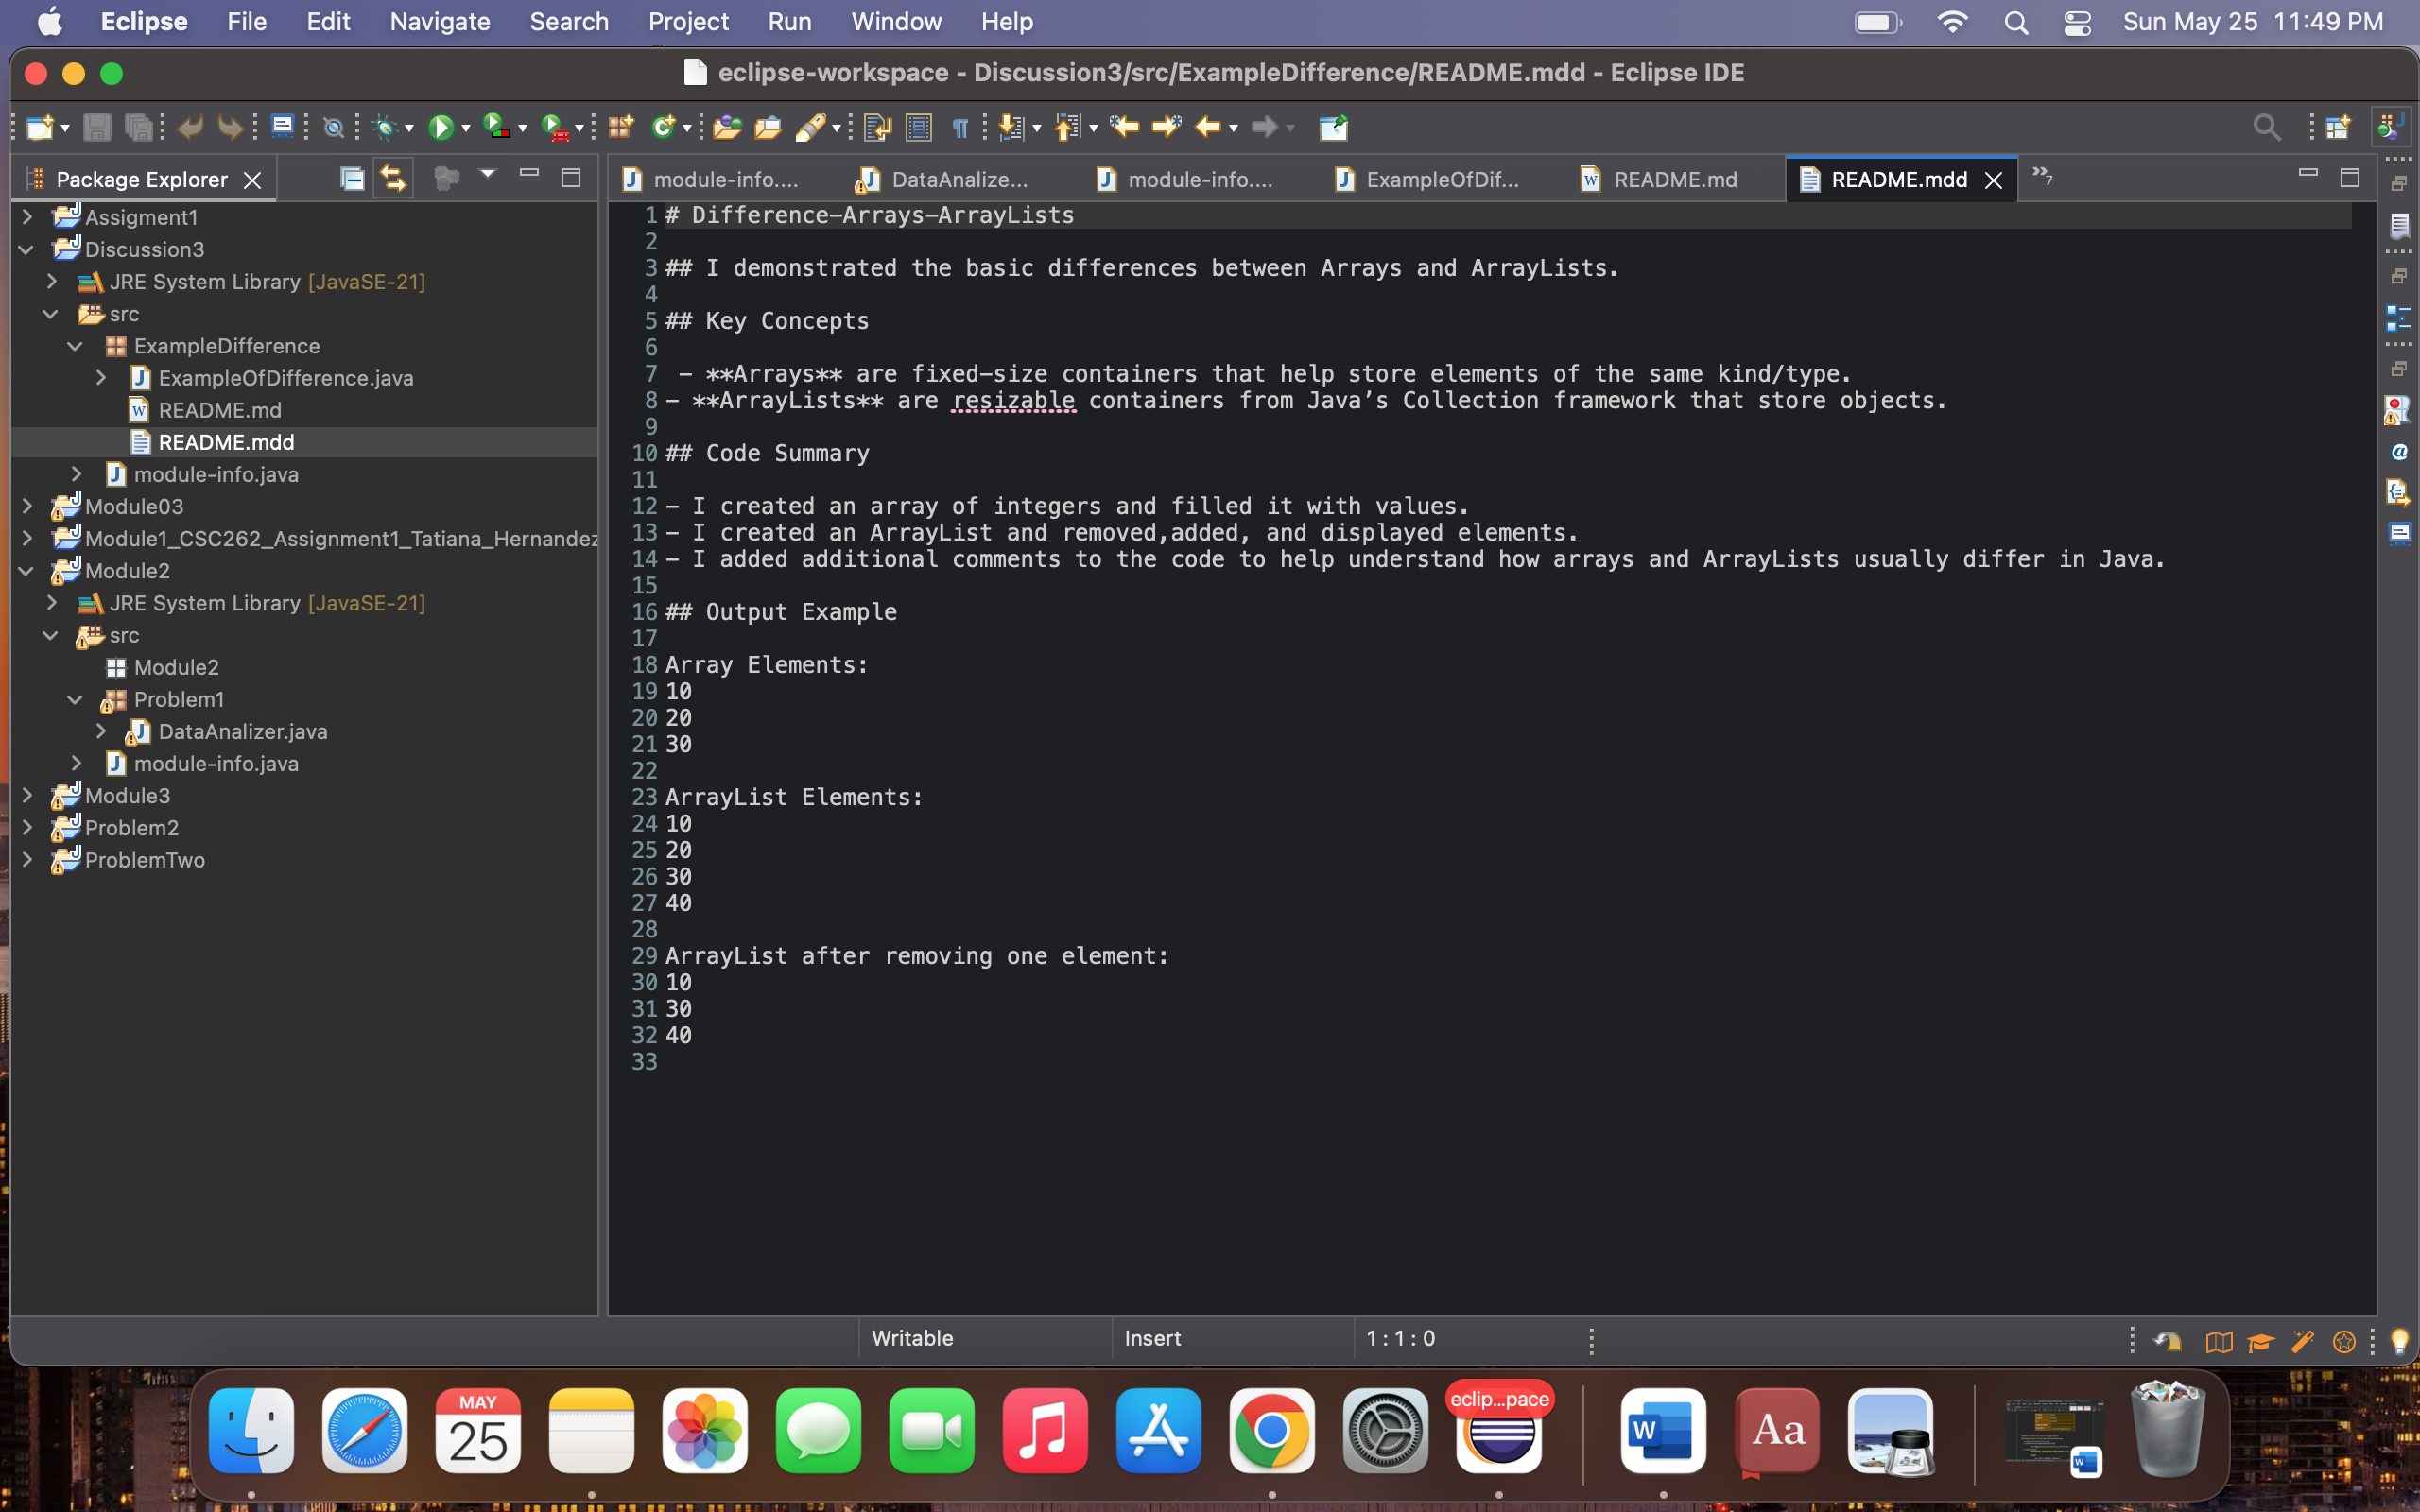 Eclipse File Edit Navigate Search Project Run Window Help Sun May 25 11:49 PM
eclipse-workspace - Discussion3/src/ExampleDifference/README.mdd - Eclipse IDE
Package Explorer
module-info.... DataAnalize... module-info.... ExampleOfDif... README.md README.mdd »7
Assigment1
Discussion3
JRE System Library [JavaSE-21]
src
ExampleDifference
ExampleOfDifference.java
README.md
README.mdd
module-info.java
Module03
Module1_CSC262_Assignment1_Tatiana_Hernandez
Module2
JRE System Library [JavaSE-21]
src
Module2
Problem1
DataAnalizer.java
module-info.java
Module3
Problem2
ProblemTwo
1 # Difference-Arrays-ArrayLists
2
3 ## I demonstrated the basic differences between Arrays and ArrayLists.
4
5 ## Key Concepts
6
7 - **Arrays** are fixed-size containers that help store elements of the same kind/type.
8 - **ArrayLists** are resizable containers from Java’s Collection framework that store objects.
9
10 ## Code Summary
11
12 - I created an array of integers and filled it with values.
13 - I created an ArrayList and removed,added, and displayed elements.
14 - I added additional comments to the code to help understand how arrays and ArrayLists usually differ in Java.
15
16 ## Output Example
17
18 Array Elements:
19 10
20 20
21 30
22
23 ArrayList Elements:
24 10
25 20
26 30
27 40
28
29 ArrayList after removing one element:
30 10
31 30
32 40
33
Writable Insert 1 : 1 : 0
MAY
25
eclip...pace
W
Aa
W